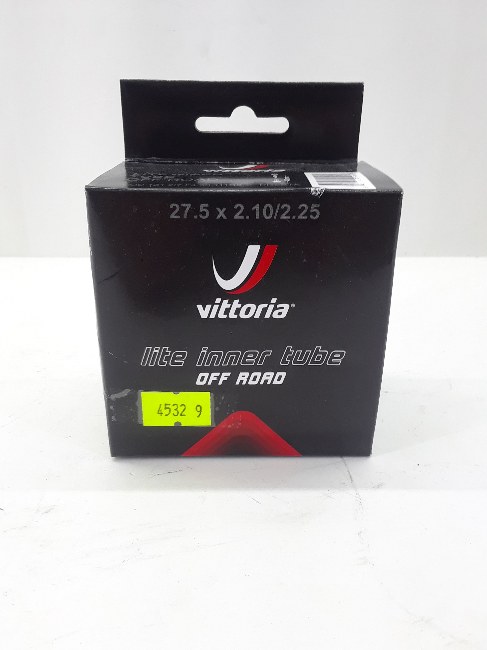 27.5 x 2.10/2.25
vittoria
lite inner tube
OFF ROAD
4532 9